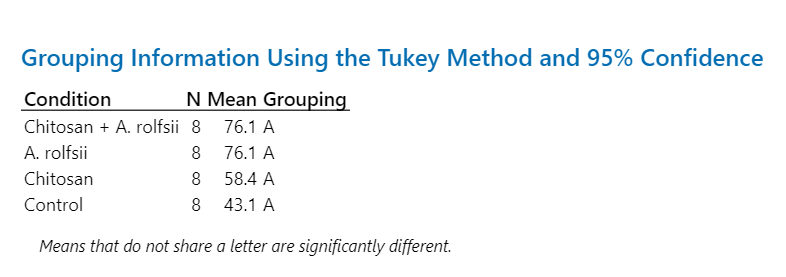 Grouping Information Using the Tukey Method and 95% Confidence
Condition N Mean Grouping
Chitosan + A. rolfsii 8 76.1 A
A. rolfsii 8 76.1 A
Chitosan 8 58.4 A
Control 8 43.1 A
Means that do not share a letter are significantly different.